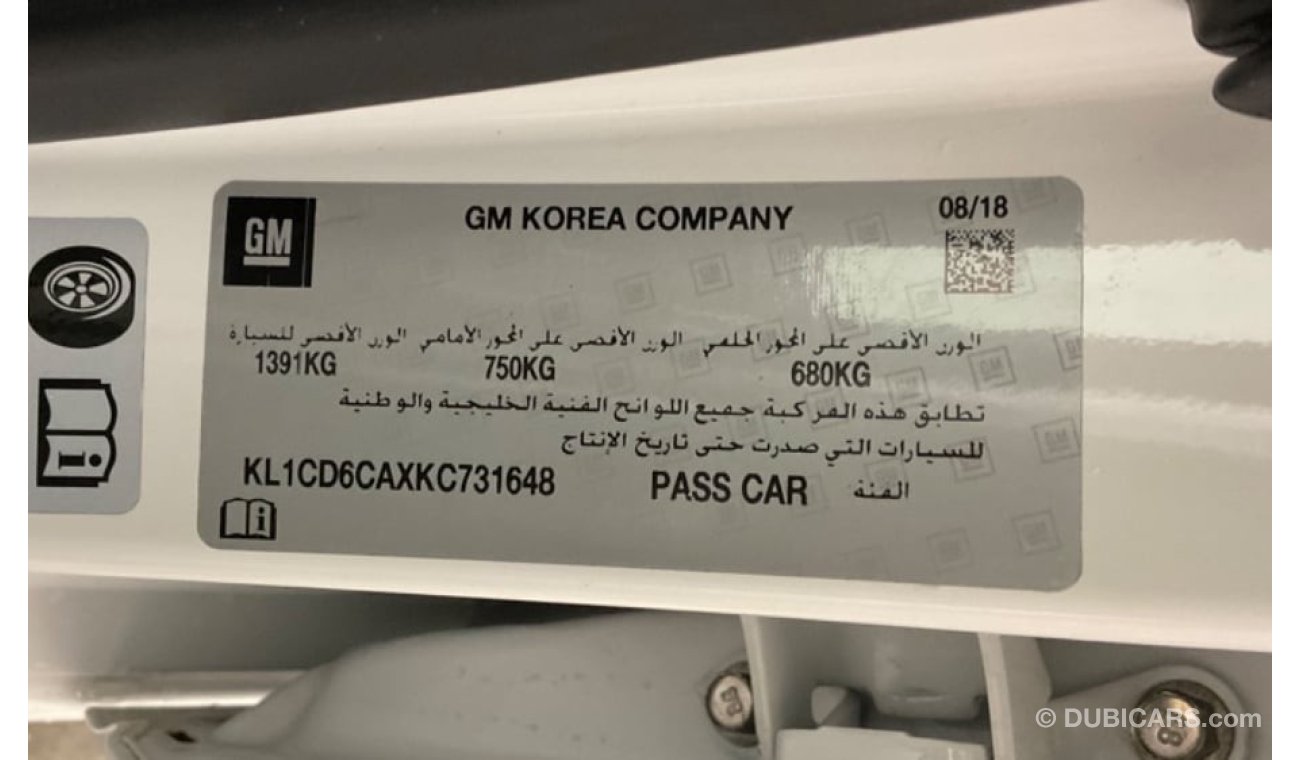 GM
GM KOREA COMPANY
08/18
الوزن الأقصى على المحور الخلفي الوزن الأقصى على المحور الأمامي الوزن الأقصى للسيارة
1391KG 750KG 680KG
تطابق هذه المركبة جميع اللوائح الفنية الخليجية والوطنية
للسيارات التي صدرت حتى تاريخ الإنتاج
KL1CD6CAXKC731648 PASS CAR الفئة
© DUBICARS.com